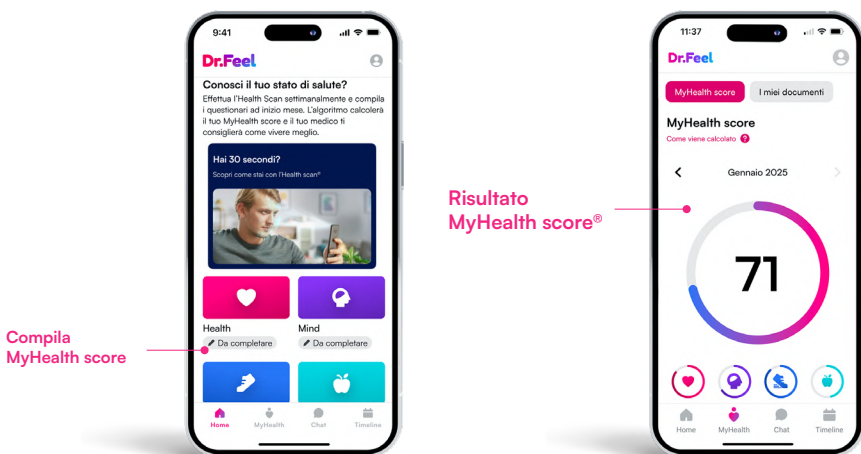 9:41
Dr.Feel
Conosci il tuo stato di salute?
Effettua l'Health Scan settimanalmente e compila
i questionari ad inizio mese. L'algoritmo calcolerà
il tuo MyHealth score e il tuo medico ti
consiglierà come vivere meglio.
Hai 30 secondi?
Scopri come stai con l'Health scan®
Health
Mind
Da completare
Da completare
Home
MyHealth
Chat
Timeline
Compila
MyHealth score
11:37
Dr.Feel
MyHealth score
I miei documenti
MyHealth score
Come viene calcolato ?
Gennaio 2025
71
Home
MyHealth
Chat
Timeline
Risultato
MyHealth score®